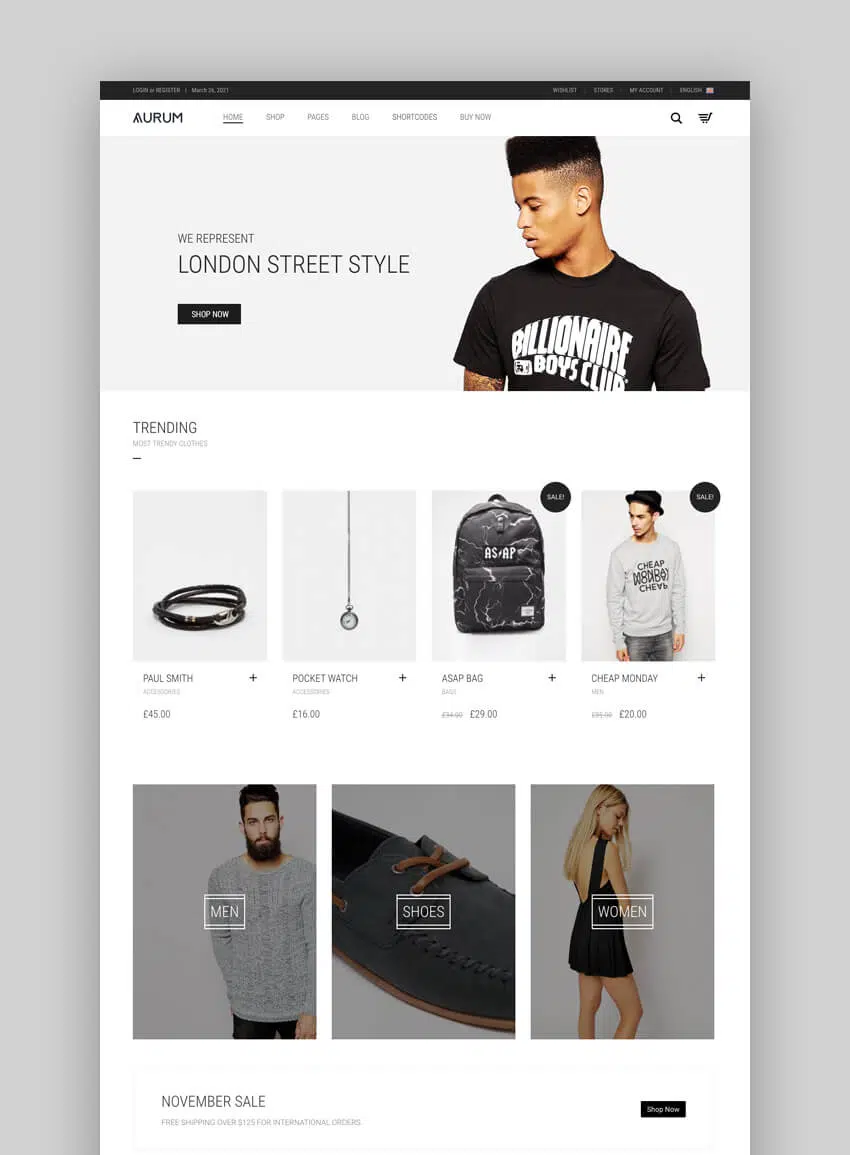 LOGIN or REGISTER | March 26, 2021
WISHLIST | STORES | MY ACCOUNT | ENGLISH
AURUM
HOME SHOP PAGES BLOG SHORTCODES BUY NOW
WE REPRESENT
LONDON STREET STYLE
SHOP NOW
BILLIONAIRE
BOYS CLUB
TRENDING
MOST TRENDY CLOTHES
SALE!
SALE!
A$AP
CHEAP
MONDAY
MONDAY
CHEAP
PAUL SMITH +
ACCESSORIES
£45.00
POCKET WATCH +
ACCESSORIES
£16.00
ASAP BAG +
BAGS
£34.00 £29.00
CHEAP MONDAY +
MEN
£35.00 £20.00
MEN
SHOES
WOMEN
NOVEMBER SALE
FREE SHIPPING OVER $125 FOR INTERNATIONAL ORDERS
Shop Now